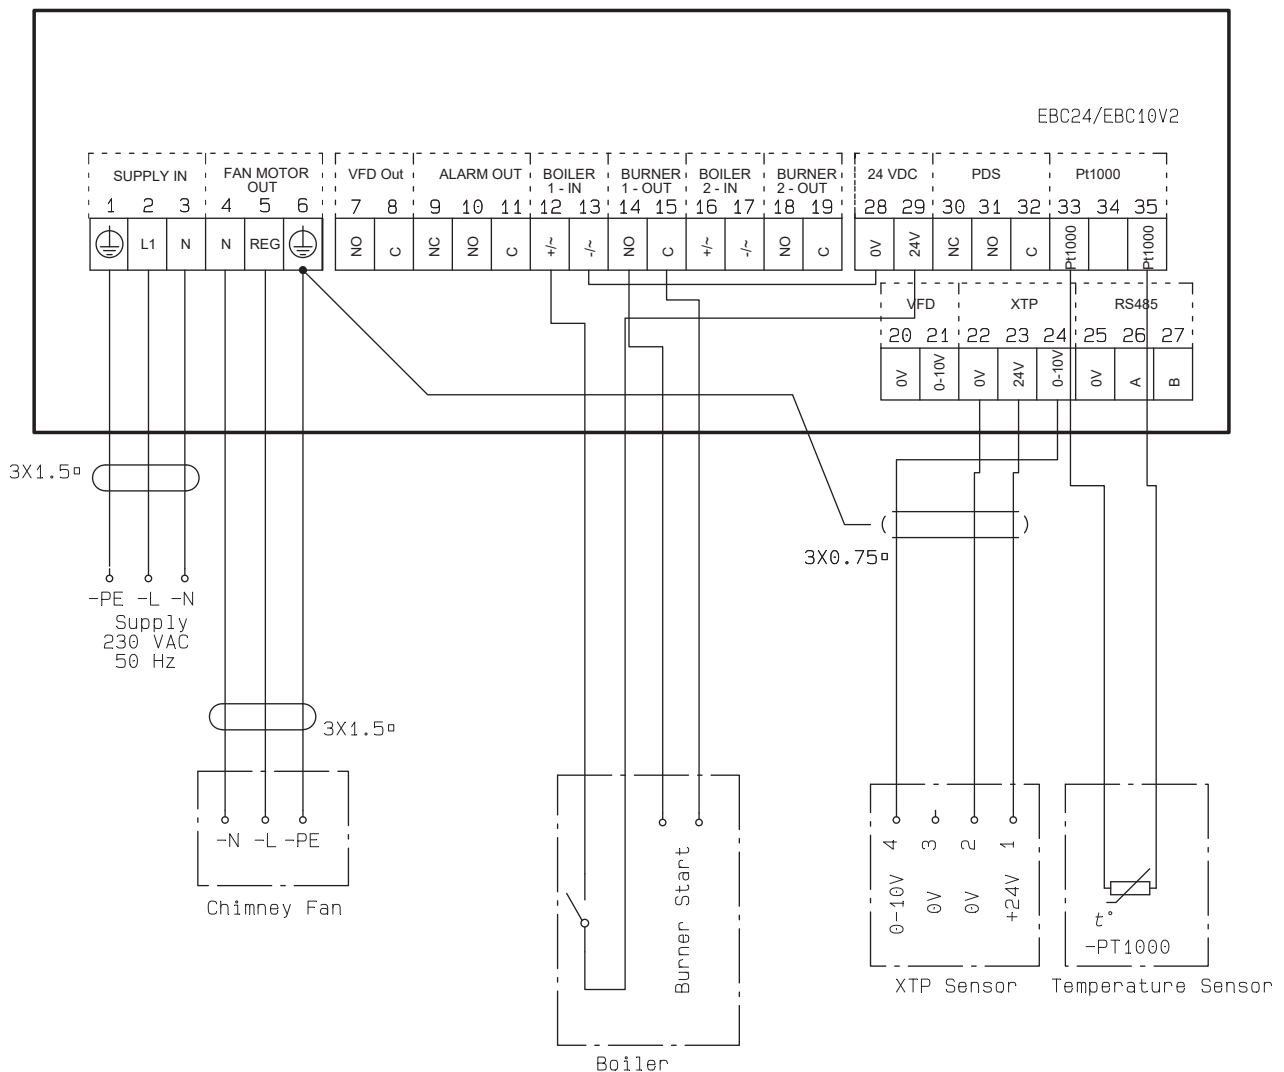 EBC24/EBC10V2
SUPPLY IN
FAN MOTOR
OUT
VFD Out
ALARM OUT
BOILER
1 - IN
BURNER
1 - OUT
BOILER
2 - IN
BURNER
2 - OUT
24 VDC
PDS
Pt1000
1 2 3 4 5 6 7 8 9 10 11 12 13 14 15 16 17 18 19 28 29 30 31 32 33 34 35
L1 N N REG NO C NC NO C +/~ -/~ NO C +/~ -/~ NO C 0V 24V NC NO C Pt1000 Pt1000
VFD
XTP
RS485
20 21 22 23 24 25 26 27
0V 0-10V 0V 24V 0-10V 0V A B
3X1.5▫
3X0.75▫
-PE -L -N
Supply
230 VAC
50 Hz
3X1.5▫
-N -L -PE
Chimney Fan
Burner Start
Boiler
4 3 2 1
0-10V 0V 0V +24V
XTP Sensor
t°
-PT1000
Temperature Sensor